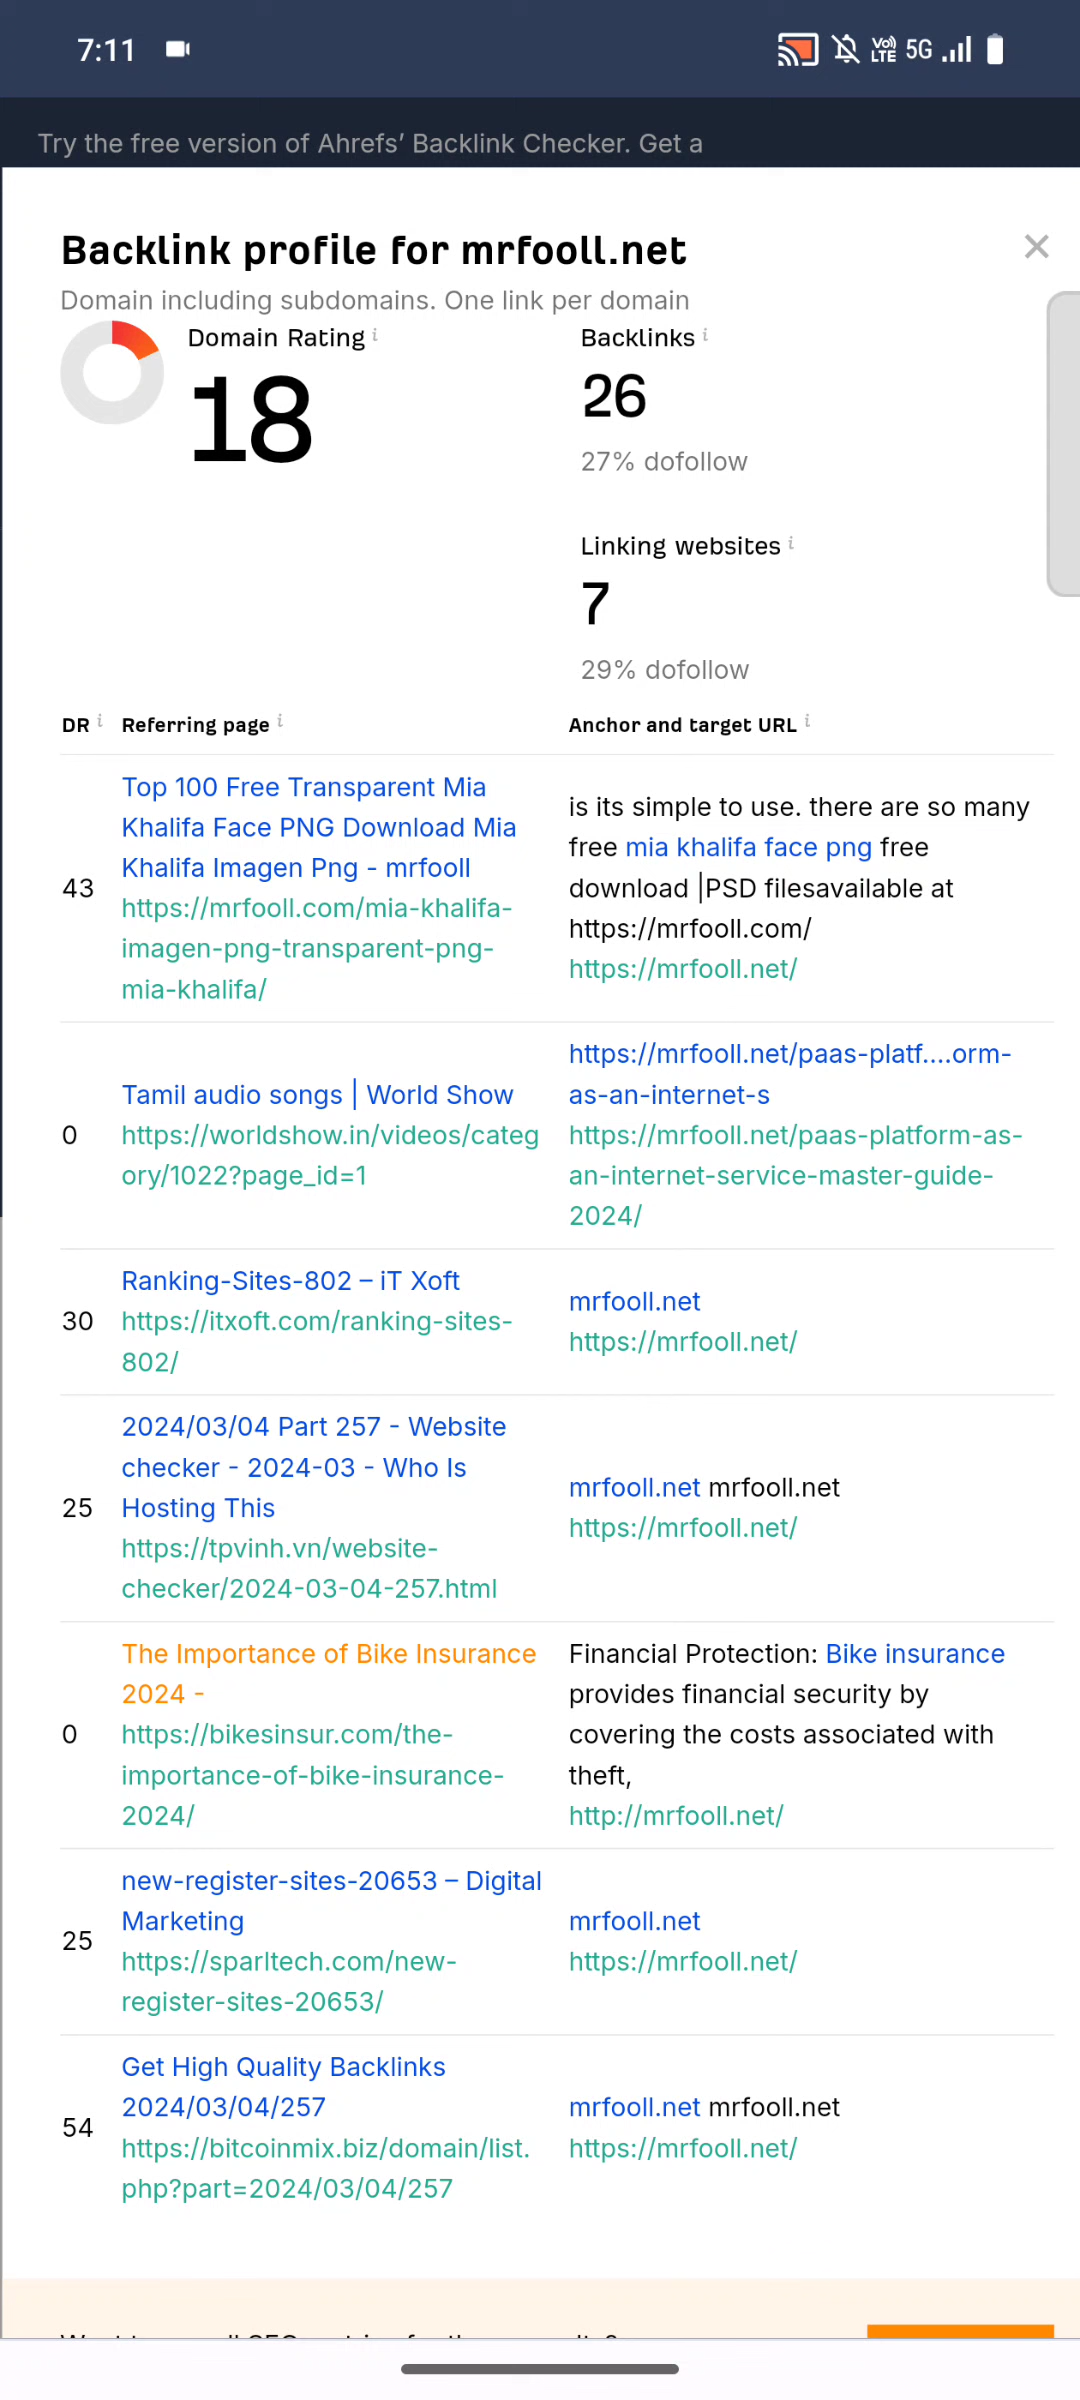 7:11
Vo) LTE 5G
Try the free version of Ahrefs’ Backlink Checker. Get a
Backlink profile for mrfooll.net
Domain including subdomains. One link per domain
Domain Rating i
18
Backlinks i
26
27% dofollow
Linking websites i
7
29% dofollow
DR i Referring page i Anchor and target URL i
43
Top 100 Free Transparent Mia
Khalifa Face PNG Download Mia
Khalifa Imagen Png - mrfooll
https://mrfooll.com/mia-khalifa-
imagen-png-transparent-png-
mia-khalifa/
is its simple to use. there are so many
free mia khalifa face png free
download |PSD filesavailable at
https://mrfooll.com/
https://mrfooll.net/
0
Tamil audio songs | World Show
https://worldshow.in/videos/categ
ory/1022?page_id=1
https://mrfooll.net/paas-platf....orm-
as-an-internet-s
https://mrfooll.net/paas-platform-as-
an-internet-service-master-guide-
2024/
30
Ranking-Sites-802 – iT Xoft
https://itxoft.com/ranking-sites-
802/
mrfooll.net
https://mrfooll.net/
25
2024/03/04 Part 257 - Website
checker - 2024-03 - Who Is
Hosting This
https://tpvinh.vn/website-
checker/2024-03-04-257.html
mrfooll.net mrfooll.net
https://mrfooll.net/
0
The Importance of Bike Insurance
2024 -
https://bikesinsur.com/the-
importance-of-bike-insurance-
2024/
Financial Protection: Bike insurance
provides financial security by
covering the costs associated with
theft,
http://mrfooll.net/
25
new-register-sites-20653 – Digital
Marketing
https://sparltech.com/new-
register-sites-20653/
mrfooll.net
https://mrfooll.net/
54
Get High Quality Backlinks
2024/03/04/257
https://bitcoinmix.biz/domain/list.
php?part=2024/03/04/257
mrfooll.net mrfooll.net
https://mrfooll.net/